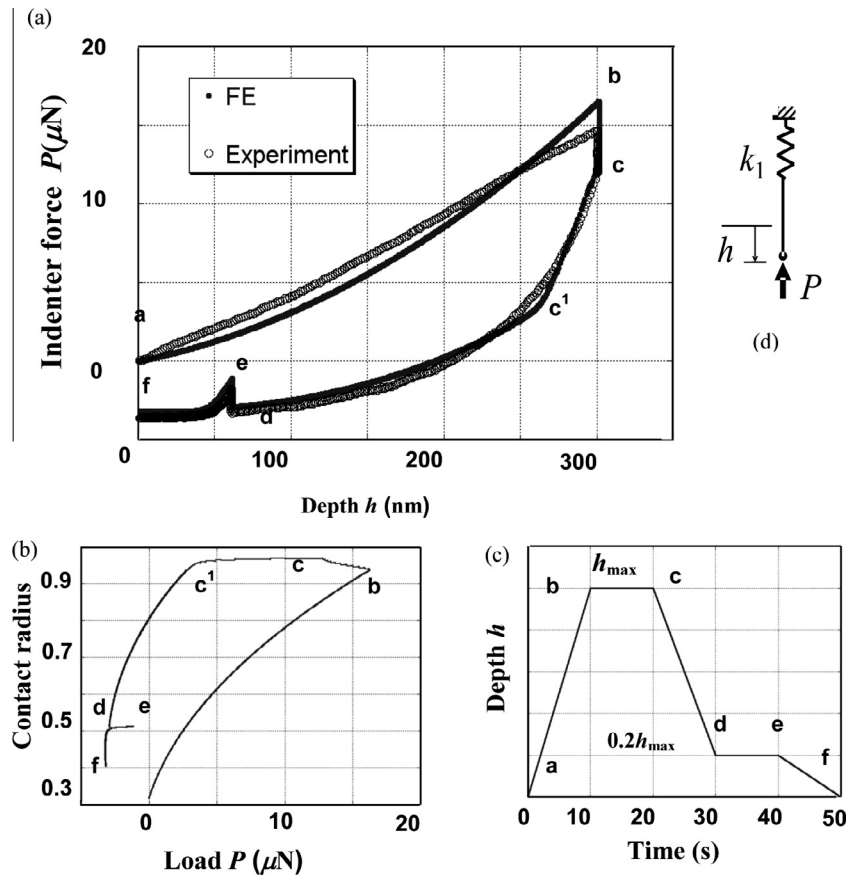 (a)
20
10
0
Indenter force P(μN)
• FE
○ Experiment
a
b
c
c¹
d
e
f
0
100
200
300
Depth h (nm)
k₁
h
P
(d)
(b)
0.9
0.7
0.5
0.3
Contact radius
c¹
c
b
d
e
f
0
10
20
Load P (μN)
(c)
Depth h
b
hmax
c
d
e
0.2hmax
a
f
0
10
20
30
40
50
Time (s)